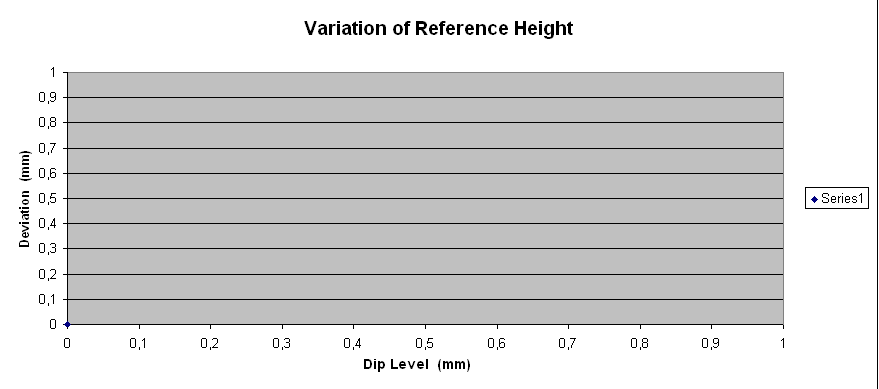 Variation of Reference Height
1
0,9
0,8
0,7
0,6
0,5
0,4
0,3
0,2
0,1
0
Deviation (mm)
0 0,1 0,2 0,3 0,4 0,5 0,6 0,7 0,8 0,9 1
Dip Level (mm)
Series1